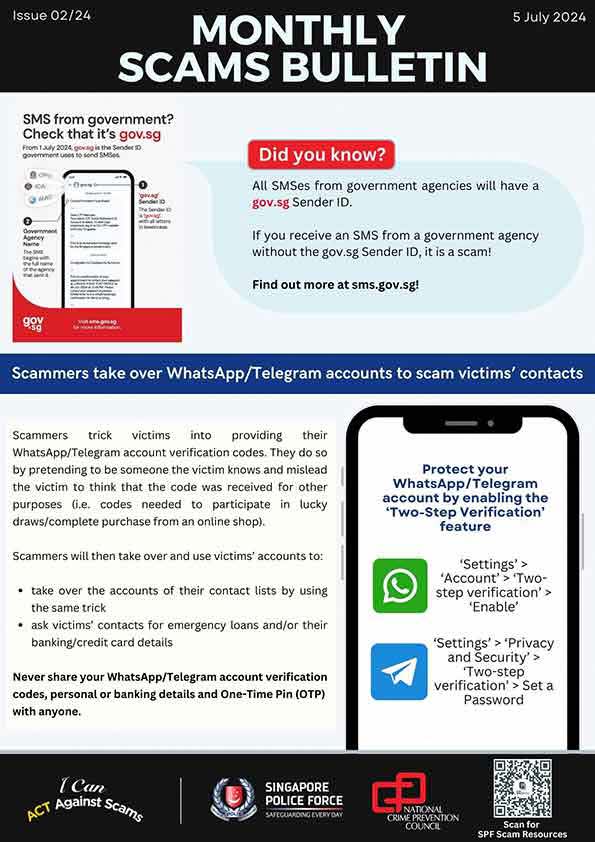 Issue 02/24
5 July 2024
MONTHLY
SCAMS BULLETIN
SMS from government?
Check that it's gov.sg
From 1 July 2024, gov.sg is the Sender ID
government uses to send SMSes.
1
'gov.sg'
Sender ID
The Sender ID
is 'gov.sg'
with all letters
in lowercase.
2
Government
Agency
Name
The SMS
begins with
the full name of
the agency
that sent it.
gov
.sg
Visit sms.gov.sg
for more information.
Did you know?
All SMSes from government agencies will have a
gov.sg Sender ID.
If you receive an SMS from a government agency
without the gov.sg Sender ID, it is a scam!
Find out more at sms.gov.sg!
Scammers take over WhatsApp/Telegram accounts to scam victims' contacts
Scammers trick victims into providing their
WhatsApp/Telegram account verification codes. They do so
by pretending to be someone the victim knows and mislead
the victim to think that the code was received for other
purposes (i.e. codes needed to participate in lucky
draws/complete purchase from an online shop).
Scammers will then take over and use victims' accounts to:
• take over the accounts of their contact lists by using
the same trick
• ask victims' contacts for emergency loans and/or their
banking/credit card details
Never share your WhatsApp/Telegram account verification
codes, personal or banking details and One-Time Pin (OTP)
with anyone.
Protect your
WhatsApp/Telegram
account by enabling the
'Two-Step Verification'
feature
'Settings' >
'Account' > 'Two-
step verification' >
'Enable'
'Settings' > 'Privacy
and Security' >
'Two-step
verification' > Set a
Password
I Can
ACT Against Scams
SINGAPORE
POLICE FORCE
SAFEGUARDING EVERY DAY
NATIONAL
CRIME PREVENTION
COUNCIL
Scan for
SPF Scam Resources